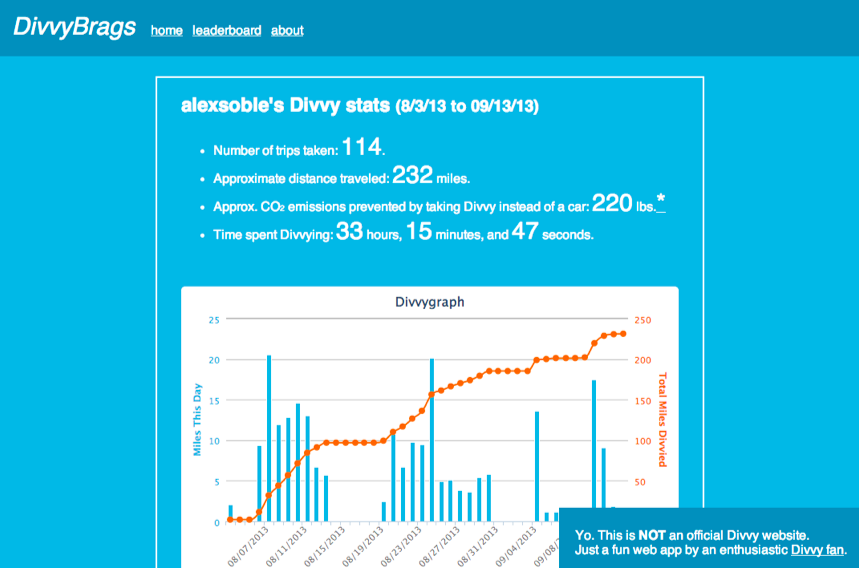 DivvyBrags home leaderboard about
alexsoble's Divvy stats (8/3/13 to 09/13/13)
• Number of trips taken: 114.
• Approximate distance traveled: 232 miles.
• Approx. CO₂ emissions prevented by taking Divvy instead of a car: 220 lbs.*
• Time spent Divvying: 33 hours, 15 minutes, and 47 seconds.
Divvygraph
25
20
15
10
5
0
Miles This Day
250
200
150
100
50
Total Miles Divvied
08/07/2013
08/11/2013
08/15/2013
08/19/2013
08/23/2013
08/27/2013
08/31/2013
09/04/2013
Yo. This is NOT an official Divvy website.
Just a fun web app by an enthusiastic Divvy fan.